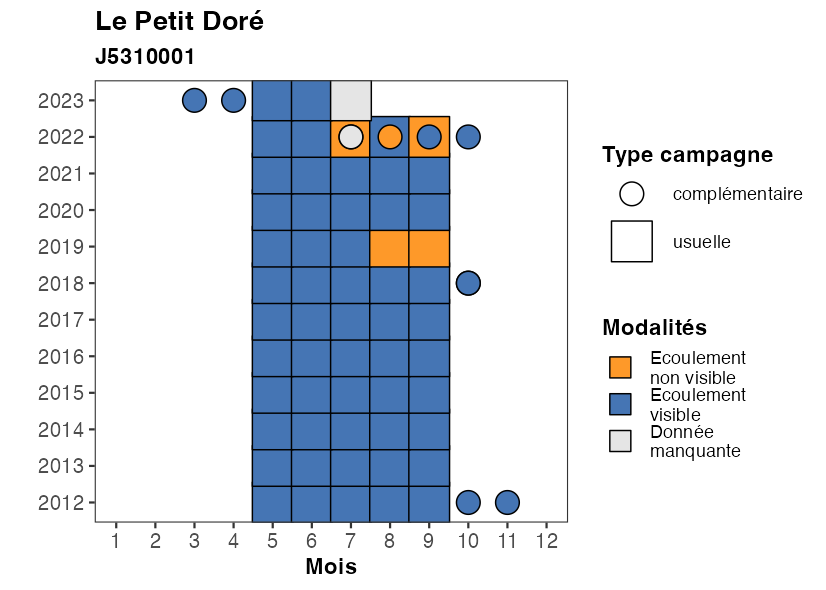 Le Petit Doré
J5310001
2023
2022
2021
2020
2019
2018
2017
2016
2015
2014
2013
2012
1 2 3 4 5 6 7 8 9 10 11 12
Mois
Type campagne
complémentaire
usuelle
Modalités
Ecoulement
non visible
Ecoulement
visible
Donnée
manquante